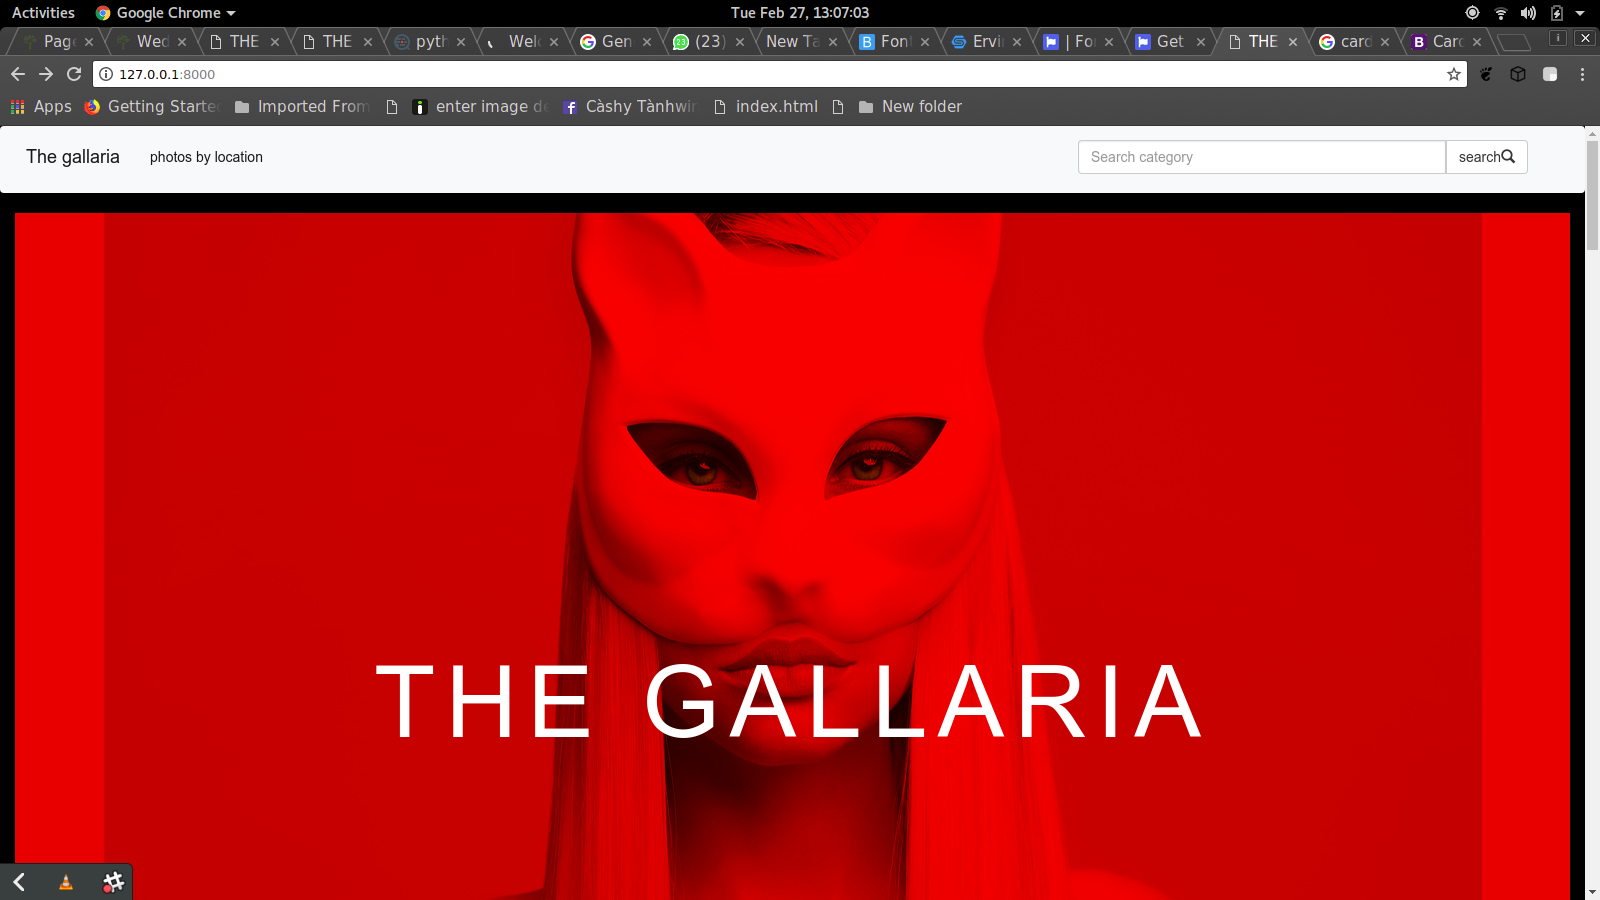 Activities Google Chrome Tue Feb 27, 13:07:03
Page Wed THE THE pyth Welc Gen (23) New Ta Font Ervi | Fo Get THE card Card
127.0.0.1:8000
Apps Getting Starte Imported From enter image de Càshy Tànhwir index.html New folder
The gallaria photos by location Search category search
THE GALLARIA